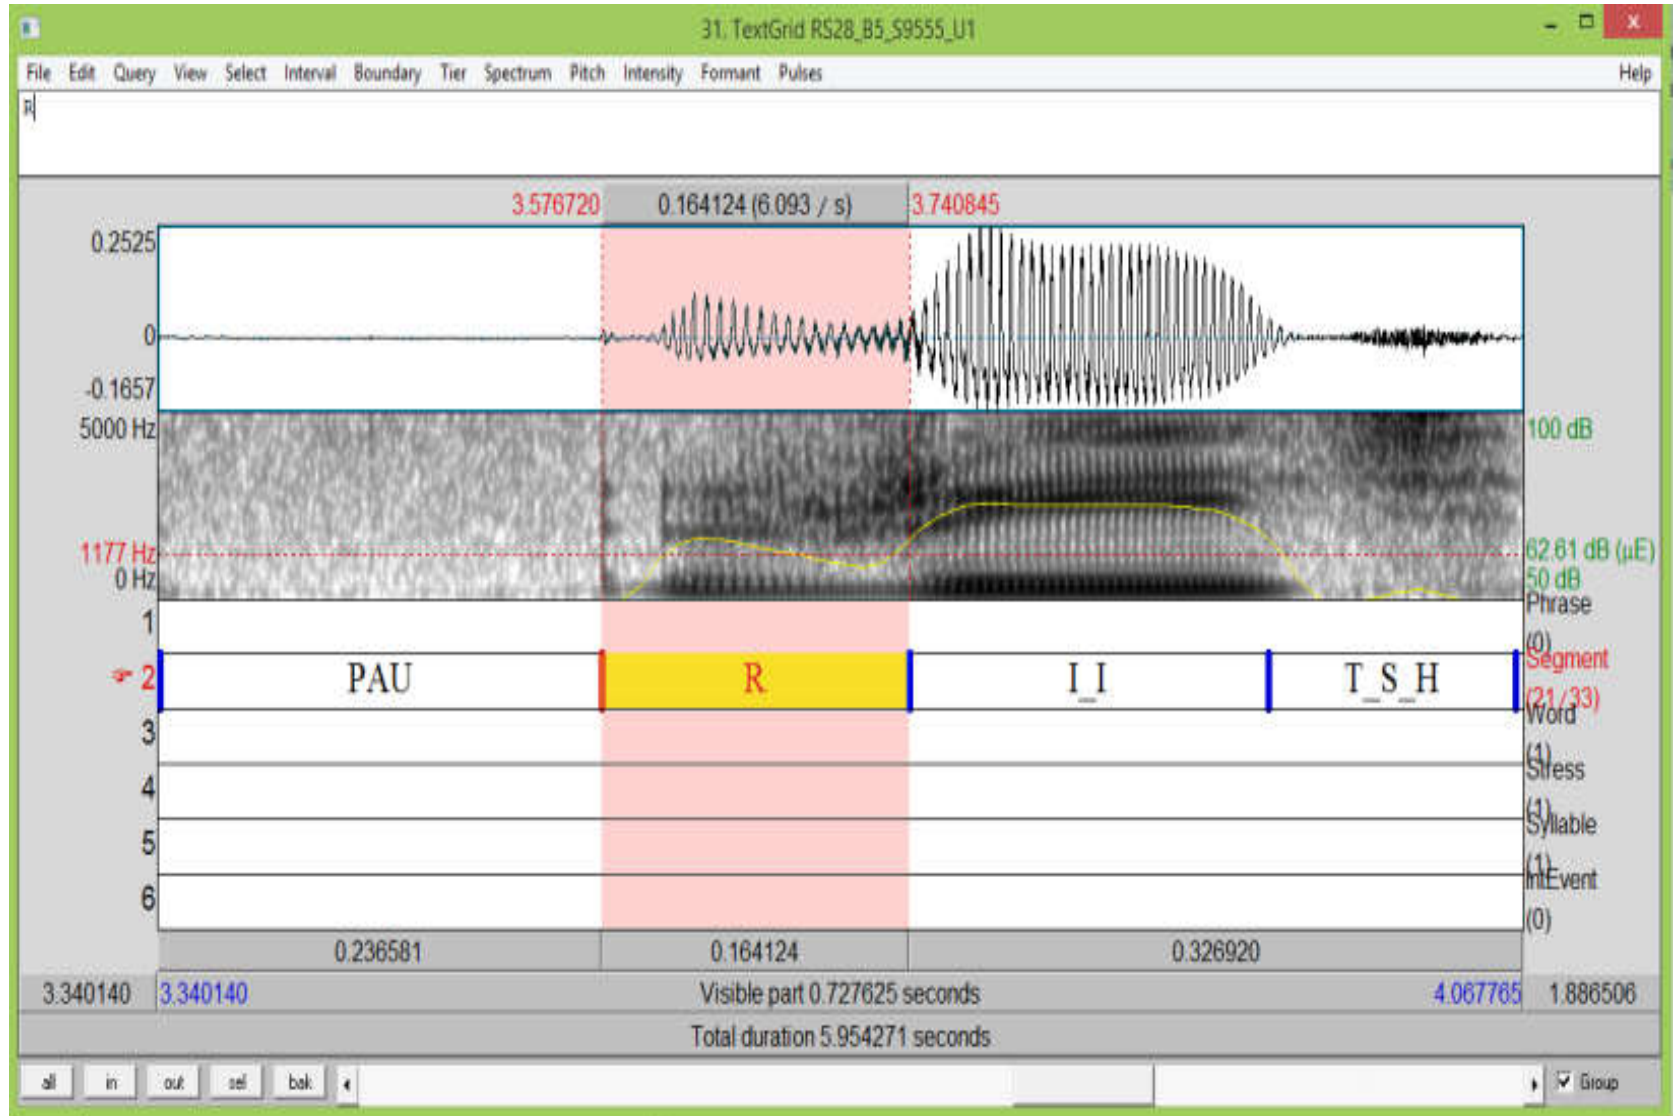 31. TextGrid RS28_B5_S9555_U1
File Edit Query View Select Interval Boundary Tier Spectrum Pitch Intensity Formant Pulses Help
R
3.576720 0.164124 (6.093 / s) 3.740845
0.2525
0
-0.1657
5000 Hz 100 dB
1177 Hz 62.61 dB (µE)
0 Hz 50 dB
1 Phrase
(0)
2 PAU R I_I T_S_H Segment
(21/33)
3 Word
(1)
4 Stress
(1)
5 Syllable
(1)
6 IntEvent
(0)
0.236581 0.164124 0.326920
3.340140 3.340140 Visible part 0.727625 seconds 4.067765 1.886506
Total duration 5.954271 seconds
all in out sel bak Group